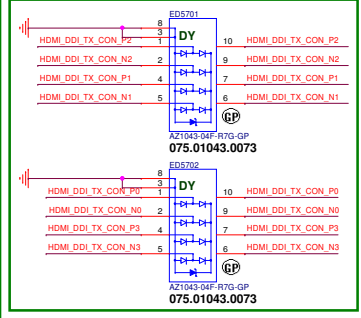 ED5701
8
3
DY
HDMI_DDI_TX_CON_P2 1 10 HDMI_DDI_TX_CON_P2
HDMI_DDI_TX_CON_N2 2 9 HDMI_DDI_TX_CON_N2
HDMI_DDI_TX_CON_P1 4 7 HDMI_DDI_TX_CON_P1
HDMI_DDI_TX_CON_N1 5 6 HDMI_DDI_TX_CON_N1
GP
AZ1043-04F-R7G-GP
075.01043.0073
ED5702
8
3
DY
HDMI_DDI_TX_CON_P0 1 10 HDMI_DDI_TX_CON_P0
HDMI_DDI_TX_CON_N0 2 9 HDMI_DDI_TX_CON_N0
HDMI_DDI_TX_CON_P3 4 7 HDMI_DDI_TX_CON_P3
HDMI_DDI_TX_CON_N3 5 6 HDMI_DDI_TX_CON_N3
GP
AZ1043-04F-R7G-GP
075.01043.0073